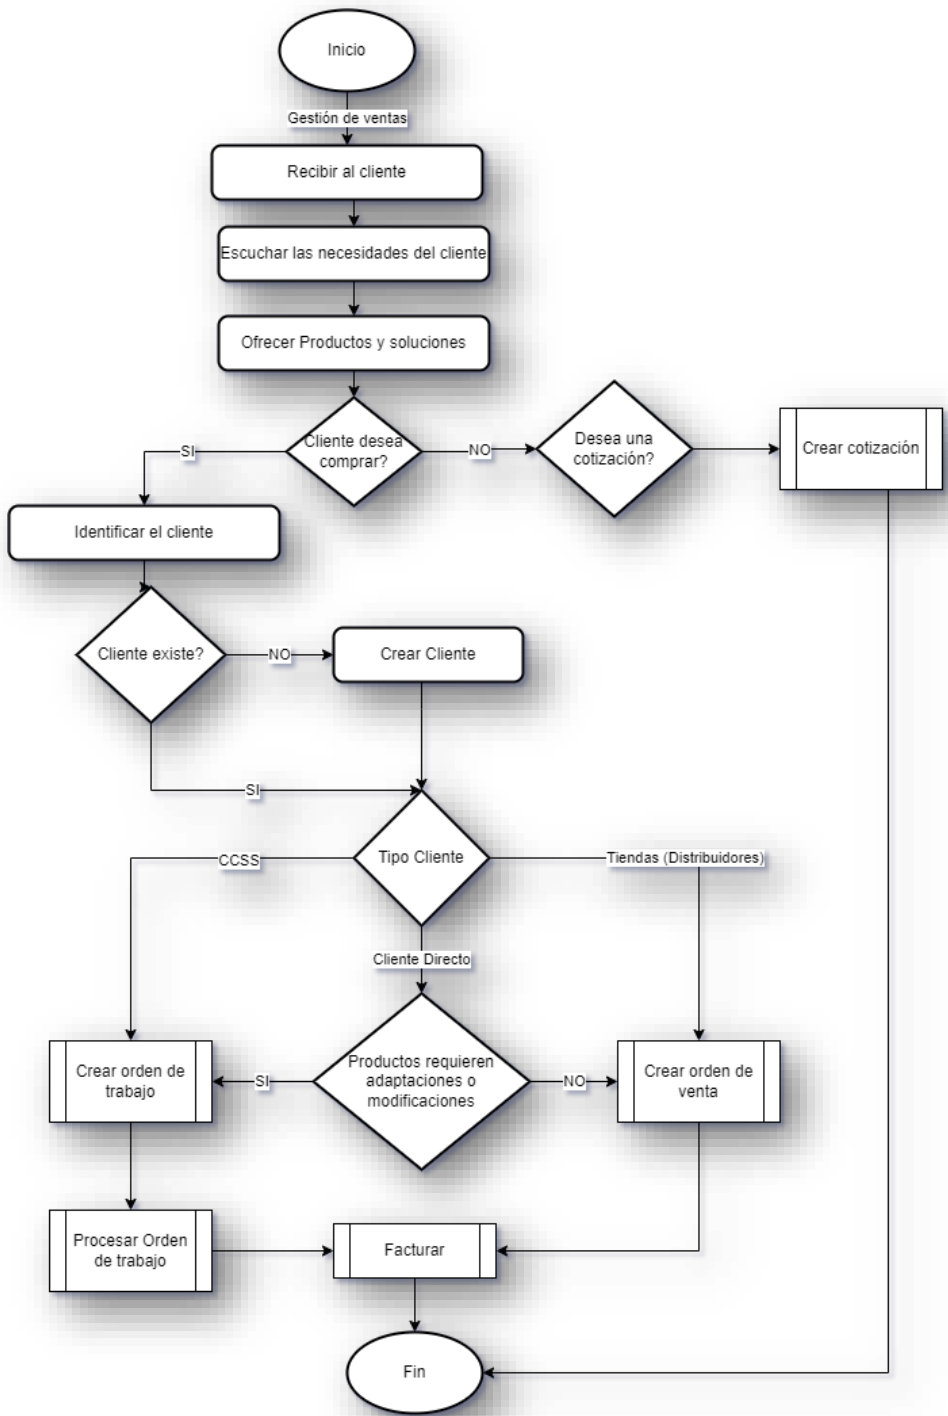 Inicio
Gestión de ventas
Recibir al cliente
Escuchar las necesidades del cliente
Ofrecer Productos y soluciones
Cliente desea
comprar?
SI
NO
Desea una
cotización?
Crear cotización
Identificar el cliente
Cliente existe?
NO
Crear Cliente
SI
Tipo Cliente
CCSS
Tiendas (Distribuidores)
Cliente Directo
Crear orden de
trabajo
SI
Productos requieren
adaptaciones o
modificaciones
NO
Crear orden de
venta
Procesar Orden
de trabajo
Facturar
Fin